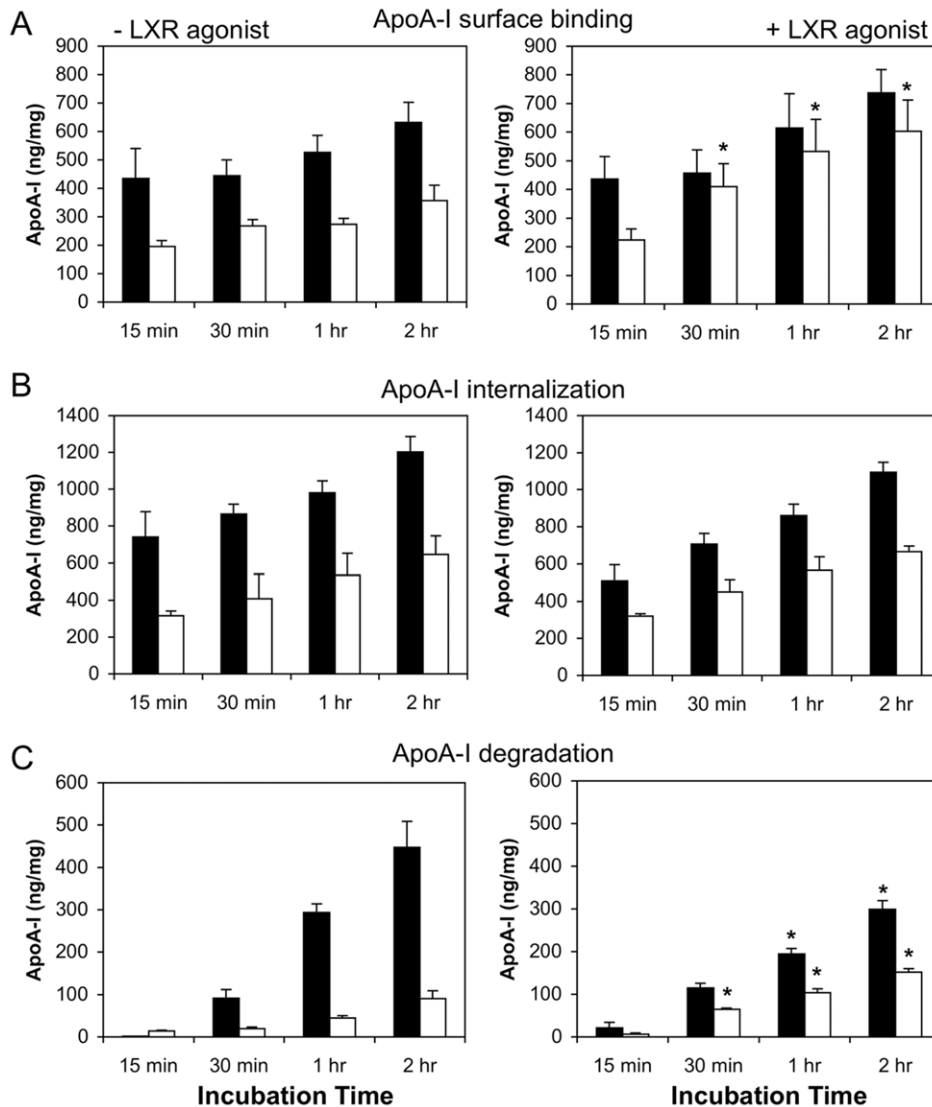 A
ApoA-I surface binding
- LXR agonist
+ LXR agonist
ApoA-I (ng/mg)
900
800
700
600
500
400
300
200
100
0
15 min 30 min 1 hr 2 hr
ApoA-I (ng/mg)
900
800
700
600
500
400
300
200
100
0
* * *
15 min 30 min 1 hr 2 hr
B
ApoA-I internalization
ApoA-I (ng/mg)
1400
1200
1000
800
600
400
200
0
15 min 30 min 1 hr 2 hr
ApoA-I (ng/mg)
1400
1200
1000
800
600
400
200
0
15 min 30 min 1 hr 2 hr
C
ApoA-I degradation
ApoA-I (ng/mg)
600
500
400
300
200
100
0
15 min 30 min 1 hr 2 hr
Incubation Time
ApoA-I (ng/mg)
600
500
400
300
200
100
0
* * * * *
15 min 30 min 1 hr 2 hr
Incubation Time